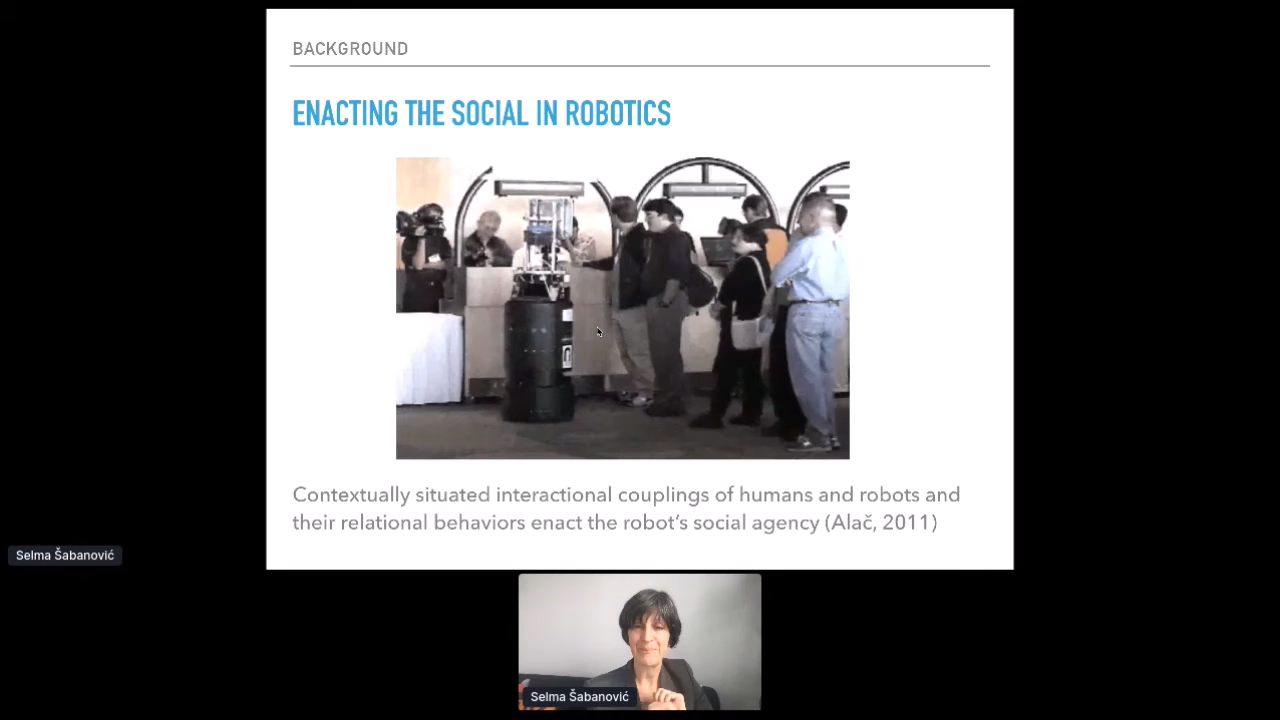 BACKGROUND
ENACTING THE SOCIAL IN ROBOTICS
Contextually situated interactional couplings of humans and robots and
their relational behaviors enact the robot’s social agency (Alač, 2011)
Selma Šabanović
Selma Šabanović